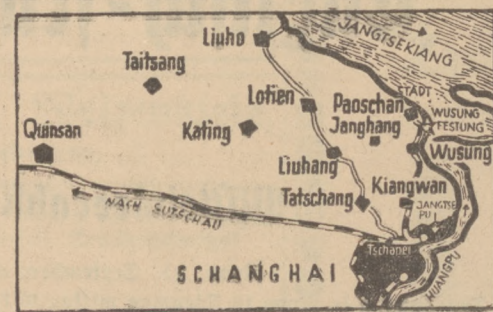 JANGTSEKIANG
Liuho
Taitsang
STADT
Lotien
Paoschan
WUSUNG
FESTUNG
Quinsan
Kating
Janghang
Wusung
Liuhang
Kiangwan
Tatschang
JANGTSE
PU
NACH SUTSCHAU
Tschapei
SCHANGHAI
HUANGPU